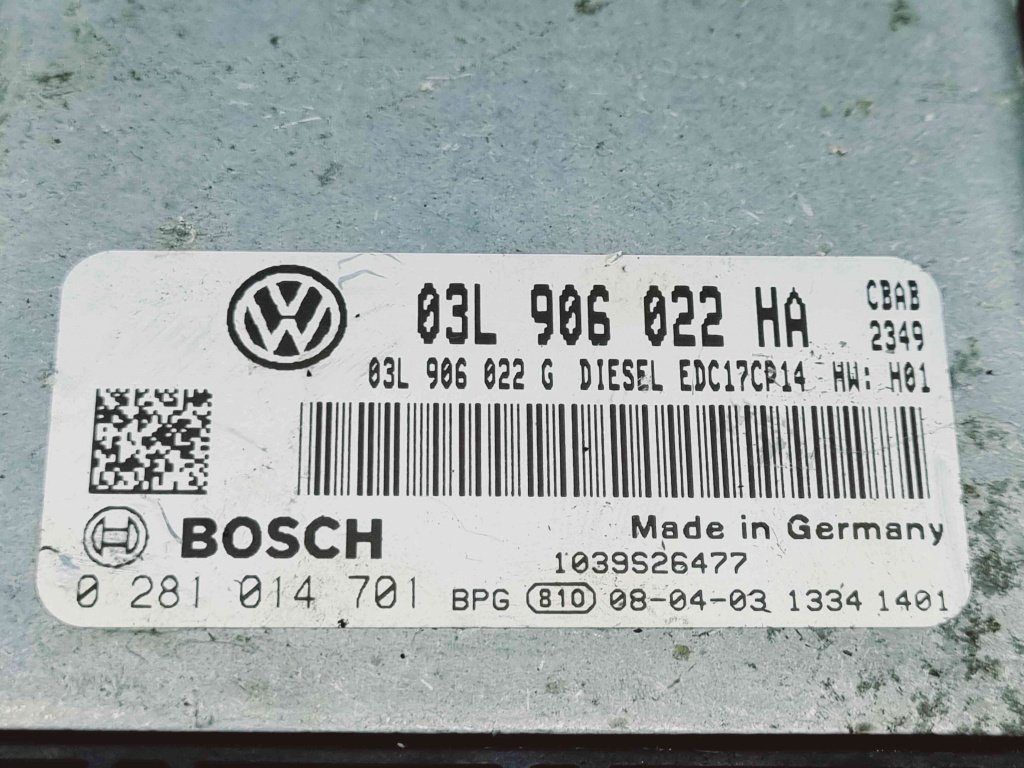 03L 906 022 HA CBAB
2349
03L 906 022 G DIESEL EDC17CP14 HW: H01
BOSCH
Made in Germany
1039S26477
0 281 014 701 BPG 810 08-04-03 1334 1401